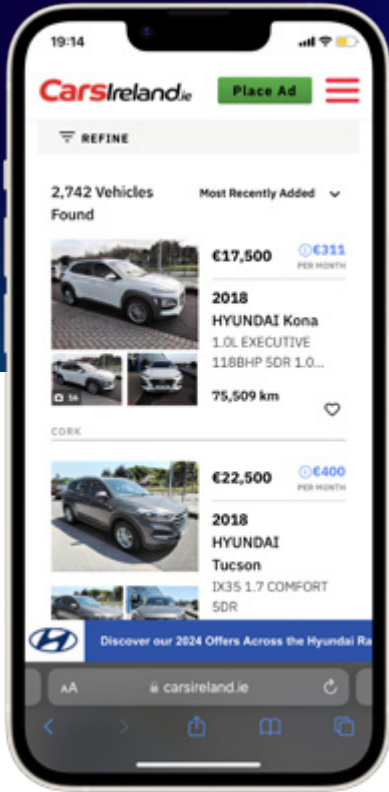 19:14
CarsIreland.ie
Place Ad
REFINE
2,742 Vehicles
Found
Most Recently Added
€17,500
€311
PER MONTH
2018
HYUNDAI Kona
1.0L EXECUTIVE
118BHP 5DR 1.0...
75,509 km
CORK
€22,500
€400
PER MONTH
2018
HYUNDAI
Tucson
IX35 1.7 COMFORT
5DR
Discover our 2024 Offers Across the Hyundai Ra
AA
carsireland.ie